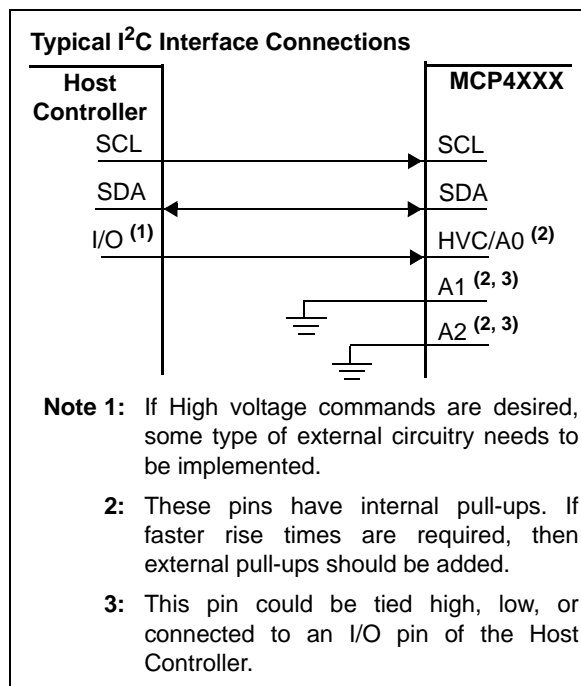 Typical I²C Interface Connections
Host
Controller
MCP4XXX
SCL
SCL
SDA
SDA
I/O (1)
HVC/A0 (2)
A1 (2, 3)
A2 (2, 3)
Note 1: If High voltage commands are desired,
some type of external circuitry needs to
be implemented.
2: These pins have internal pull-ups. If
faster rise times are required, then
external pull-ups should be added.
3: This pin could be tied high, low, or
connected to an I/O pin of the Host
Controller.